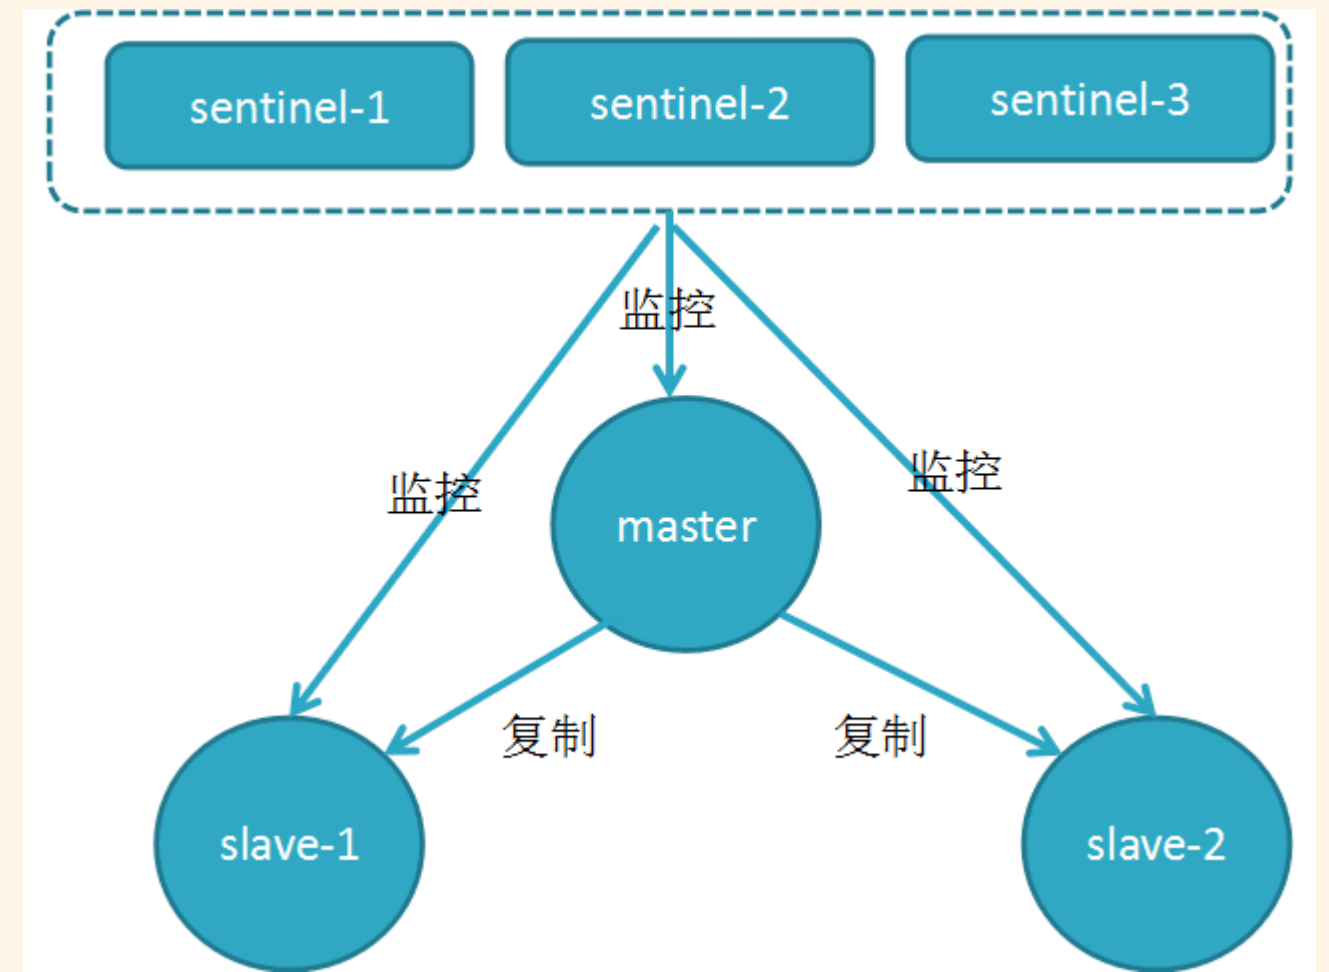 sentinel-1
sentinel-2
sentinel-3
监控
监控
监控
master
复制
复制
slave-1
slave-2